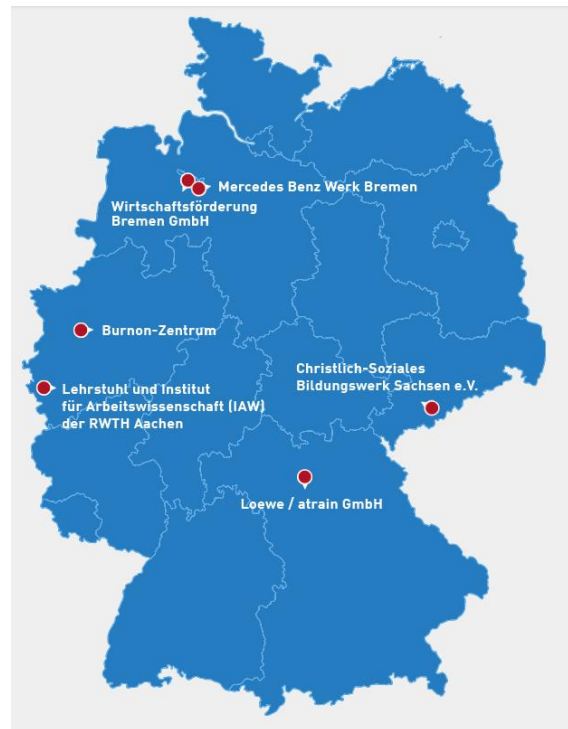 Mercedes Benz Werk Bremen
Wirtschaftsförderung
Bremen GmbH
Burnon-Zentrum
Christlich-Soziales
Bildungswerk Sachsen e.V.
Lehrstuhl und Institut
für Arbeitswissenschaft (IAW)
der RWTH Aachen
Loewe / atrain GmbH